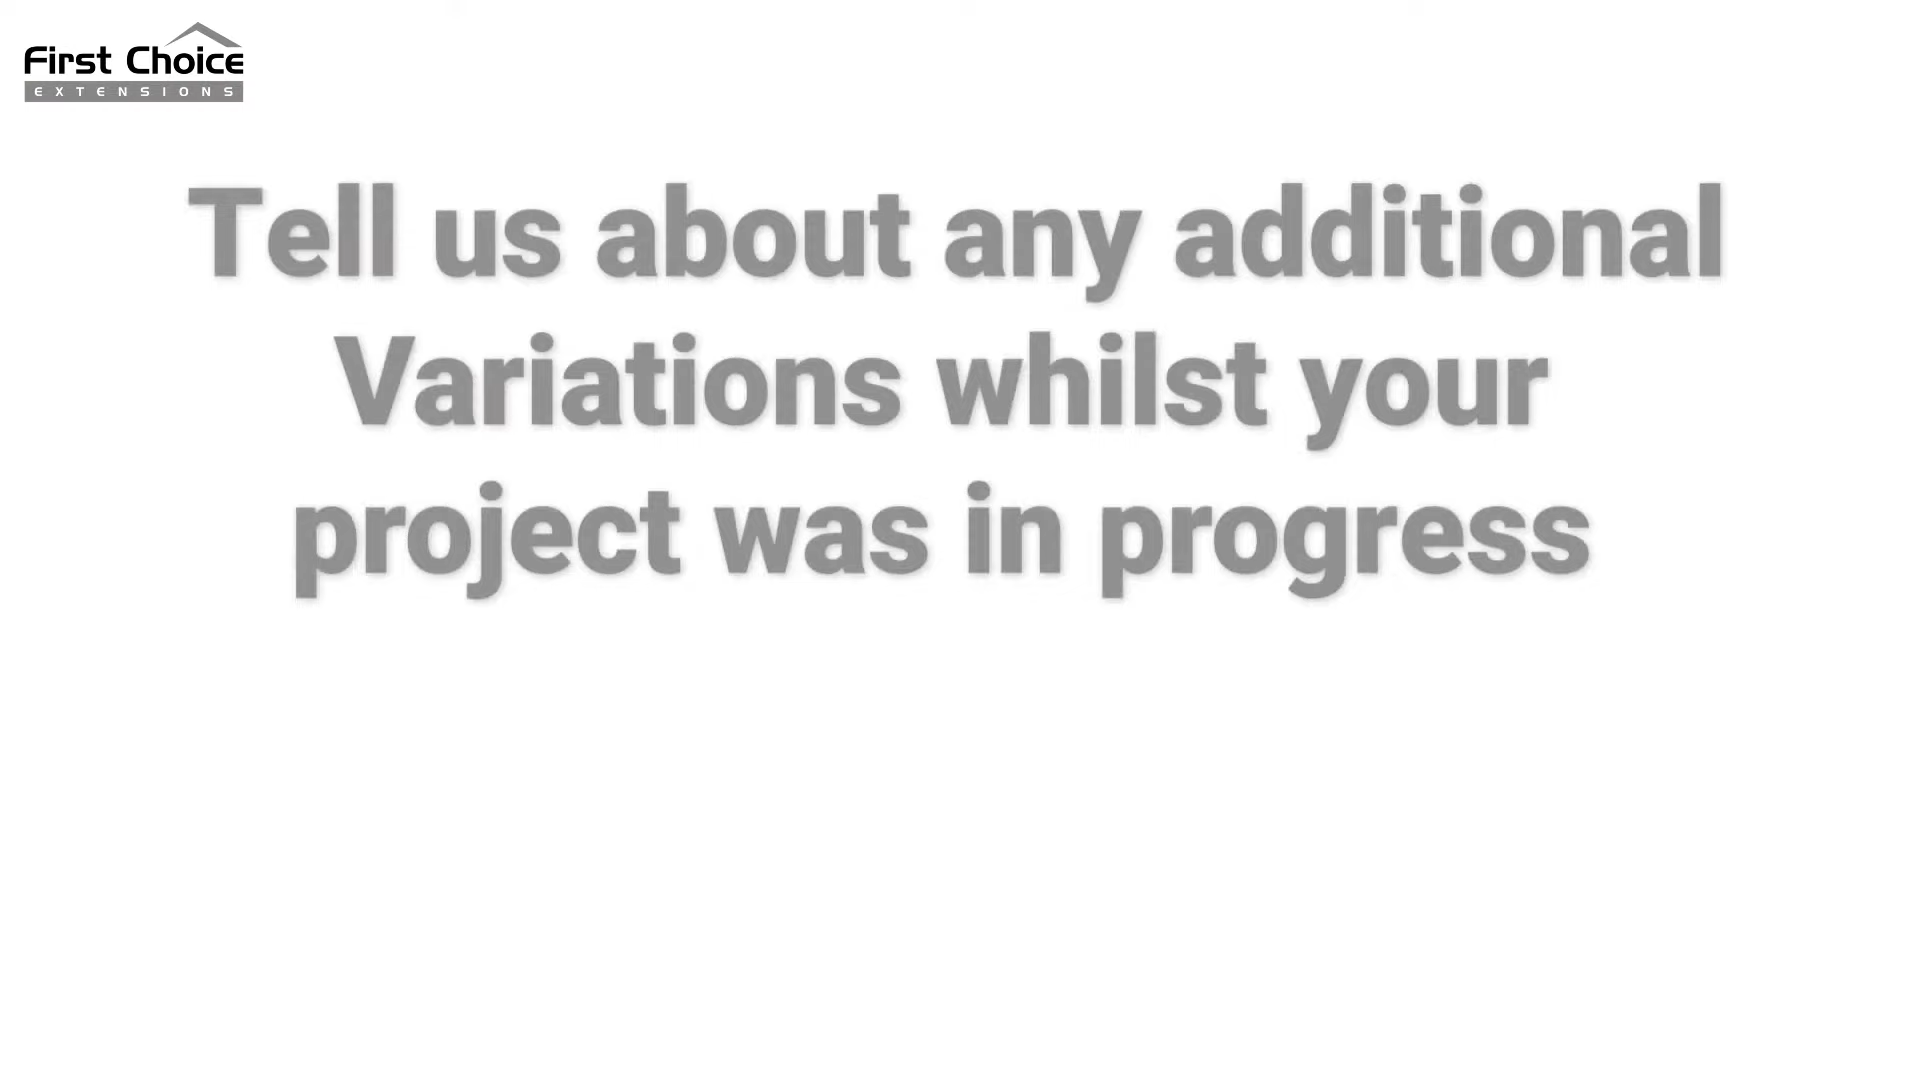 First Choice
EXTENSIONS
Tell us about any additional
Variations whilst your
project was in progress